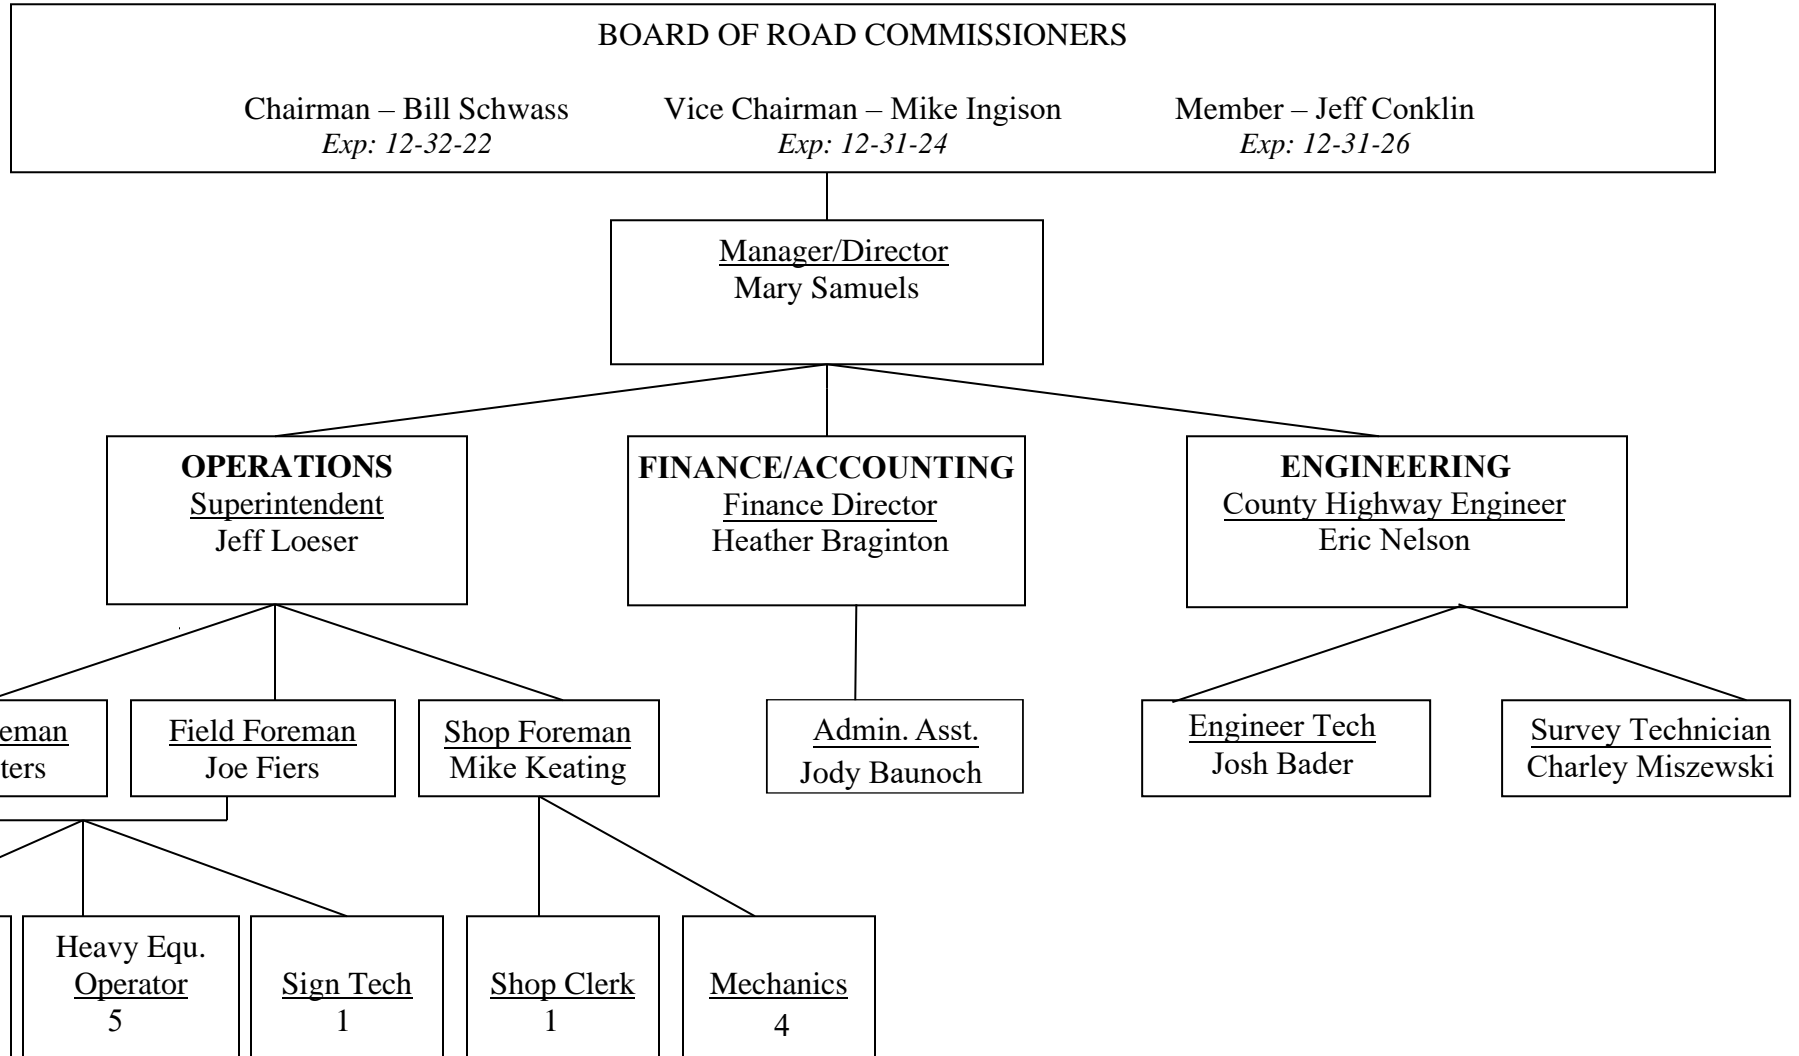 BOARD OF ROAD COMMISSIONERS
Chairman – Bill Schwass
Vice Chairman – Mike Ingison
Member – Jeff Conklin
Exp: 12-32-22
Exp: 12-31-24
Exp: 12-31-26
Manager/Director
Mary Samuels
OPERATIONS
Superintendent
Jeff Loeser
FINANCE/ACCOUNTING
Finance Director
Heather Braginton
ENGINEERING
County Highway Engineer
Eric Nelson
eman
ters
Field Foreman
Joe Fiers
Shop Foreman
Mike Keating
Admin. Asst.
Jody Baunoch
Engineer Tech
Josh Bader
Survey Technician
Charley Miszewski
Heavy Equ.
Operator
5
Sign Tech
1
Shop Clerk
1
Mechanics
4